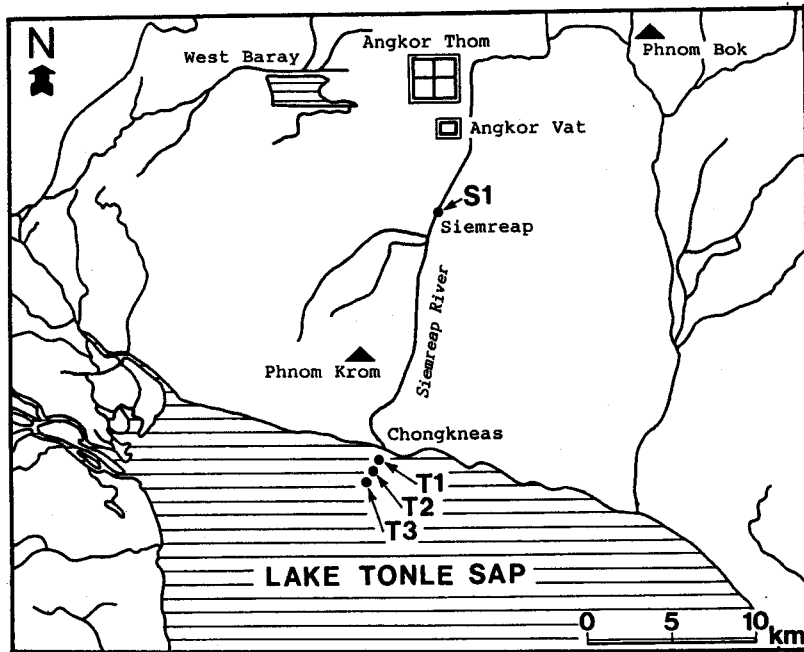 N
Angkor Thom
West Baray
Phnom Bok
Angkor Vat
S1
Siemreap
Siemreap River
Phnom Krom
Chongkneas
T1
T2
T3
LAKE TONLE SAP
0 5 10 km